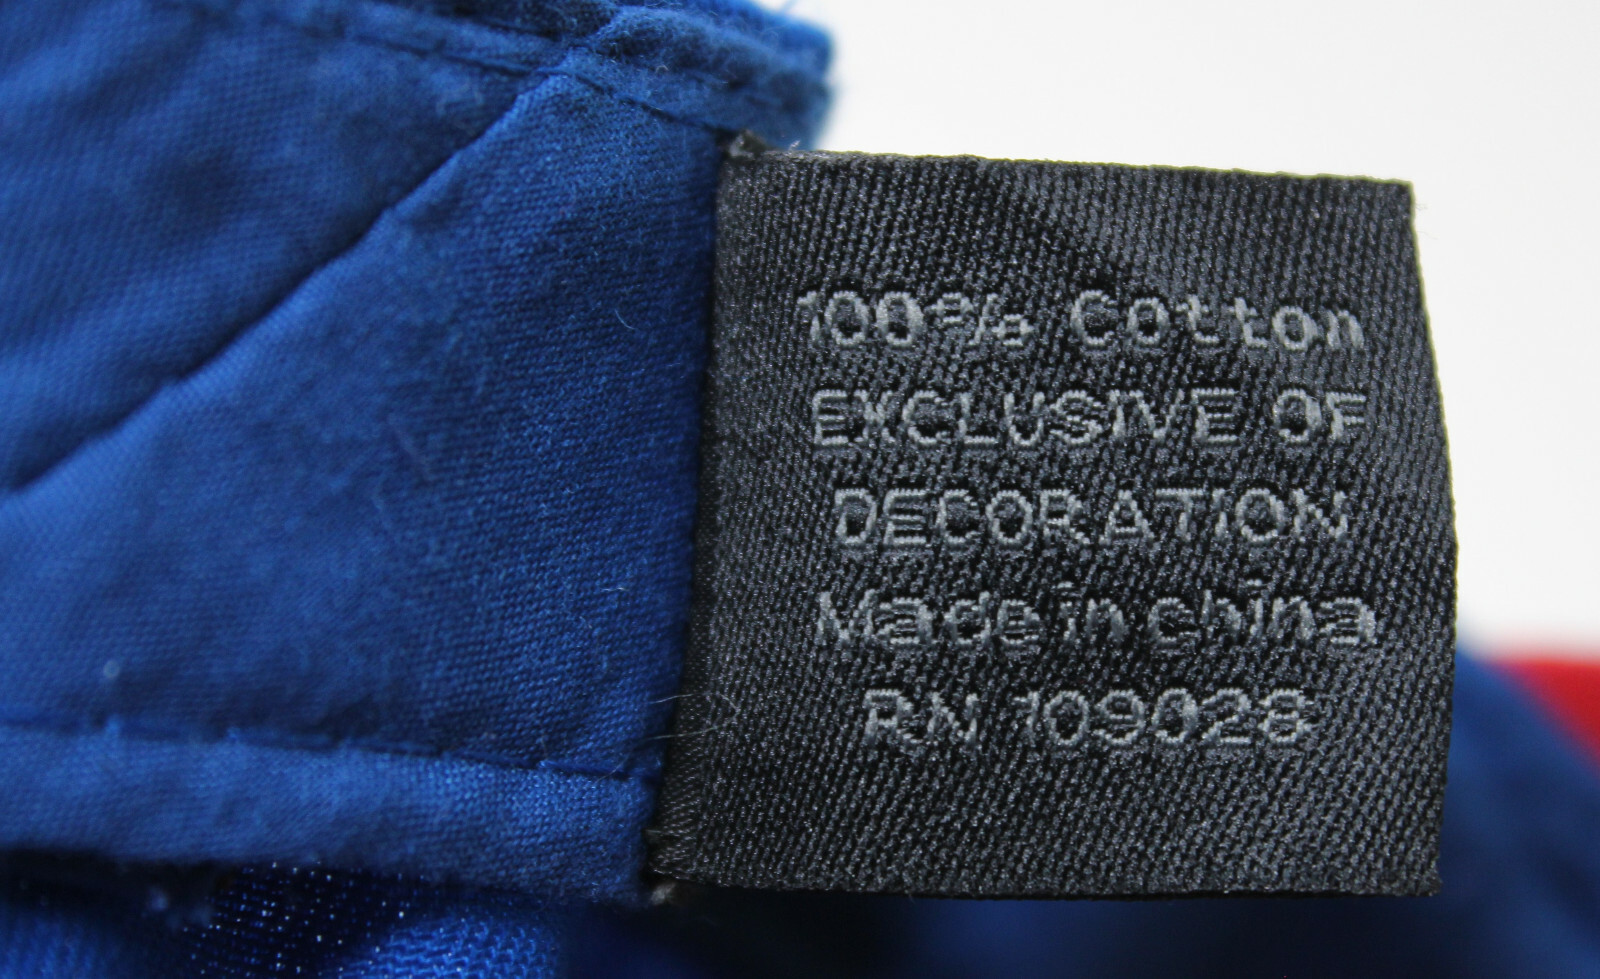 100% Cotton
EXCLUSIVE OF
DECORATION
Made in china
RN 109028